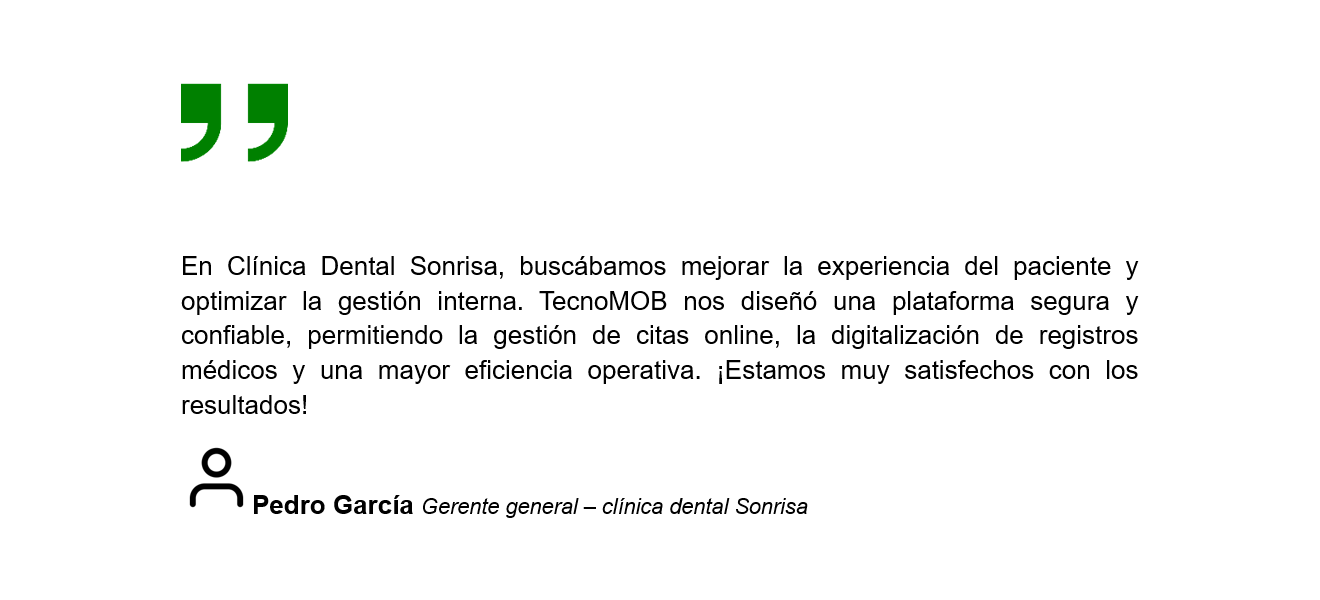 En Clínica Dental Sonrisa, buscábamos mejorar la experiencia del paciente y
optimizar la gestión interna. TecnoMOB nos diseñó una plataforma segura y
confiable, permitiendo la gestión de citas online, la digitalización de registros
médicos y una mayor eficiencia operativa. ¡Estamos muy satisfechos con los
resultados!
Pedro García Gerente general – clínica dental Sonrisa